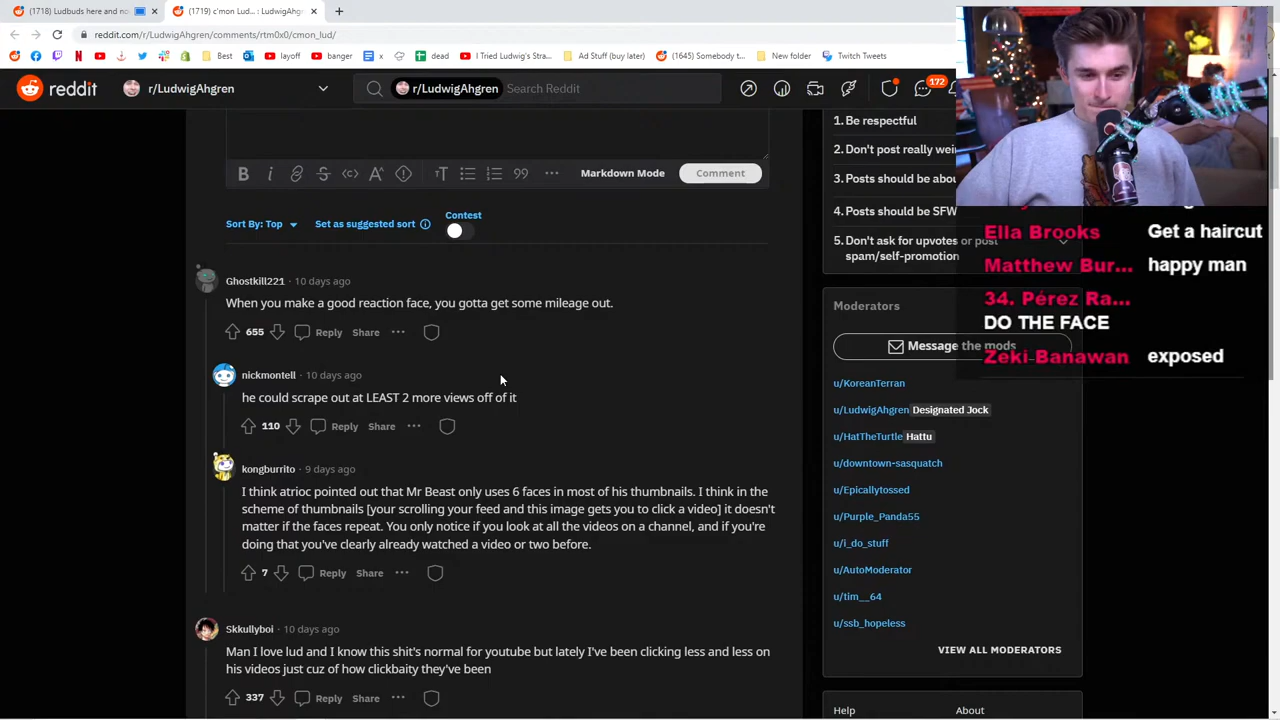 (1718) Ludbuds here and no
(1719) c'mon Lud... : LudwigAhgren
reddit.com/r/LudwigAhgren/comments/rtm0x0/cmon_lud/
Best
layoff
banger
x
dead
I Tried Ludwig's Stra...
Ad Stuff (buy later)
(1645) Somebody t...
New folder
Twitch Tweets
reddit
r/LudwigAhgren
r/LudwigAhgren
Search Reddit
172
Markdown Mode
Comment
Sort By: Top
Set as suggested sort
Contest
Ghostkill221 · 10 days ago
When you make a good reaction face, you gotta get some mileage out.
655
Reply
Share
nickmontell · 10 days ago
he could scrape out at LEAST 2 more views off of it
110
Reply
Share
kongburrito · 9 days ago
I think atrioc pointed out that Mr Beast only uses 6 faces in most of his thumbnails. I think in the
scheme of thumbnails [your scrolling your feed and this image gets you to click a video] it doesn't
matter if the faces repeat. You only notice if you look at all the videos on a channel, and if you're
doing that you've clearly already watched a video or two before.
7
Reply
Share
Skkullyboi · 10 days ago
Man I love lud and I know this shit's normal for youtube but lately I've been clicking less and less on
his videos just cuz of how clickbaity they've been
337
Reply
Share
1. Be respectful
2. Don't post really wei
3. Posts should be abou
4. Posts should be SFW
5. Don't ask for upvotes or post
spam/self-promotion
Moderators
Message the mods
u/KoreanTerran
u/LudwigAhgren Designated Jock
u/HatTheTurtle Hattu
u/downtown-sasquatch
u/Epicallytossed
u/Purple_Panda55
u/i_do_stuff
u/AutoModerator
u/tim__64
u/ssb_hopeless
VIEW ALL MODERATORS
Help
About
Ella Brooks Get a haircut
Matthew Bur... happy man
34. Pérez Ra...
DO THE FACE
Zeki Banawan exposed